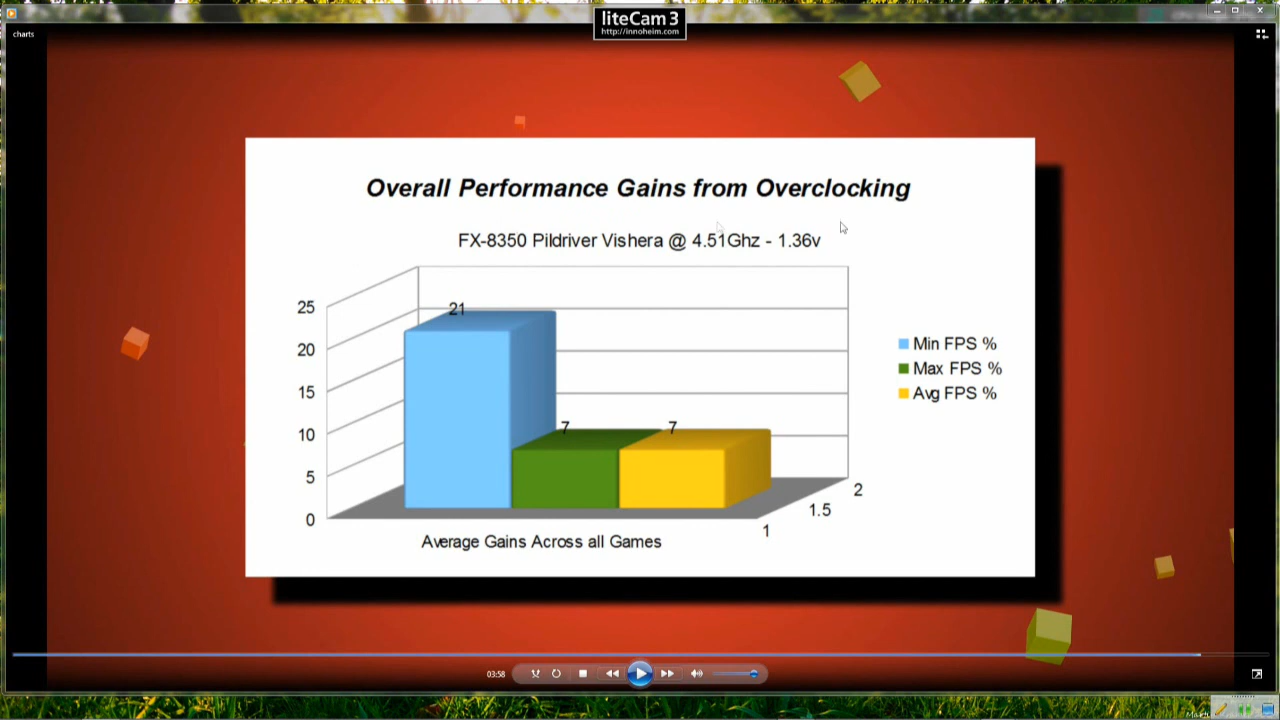 liteCam 3
http://innoheim.com
charts
Overall Performance Gains from Overclocking
FX-8350 Pildriver Vishera @ 4.51Ghz - 1.36v
25
20
15
10
5
0
21
7
7
Min FPS %
Max FPS %
Avg FPS %
2
1.5
1
Average Gains Across all Games
03:58